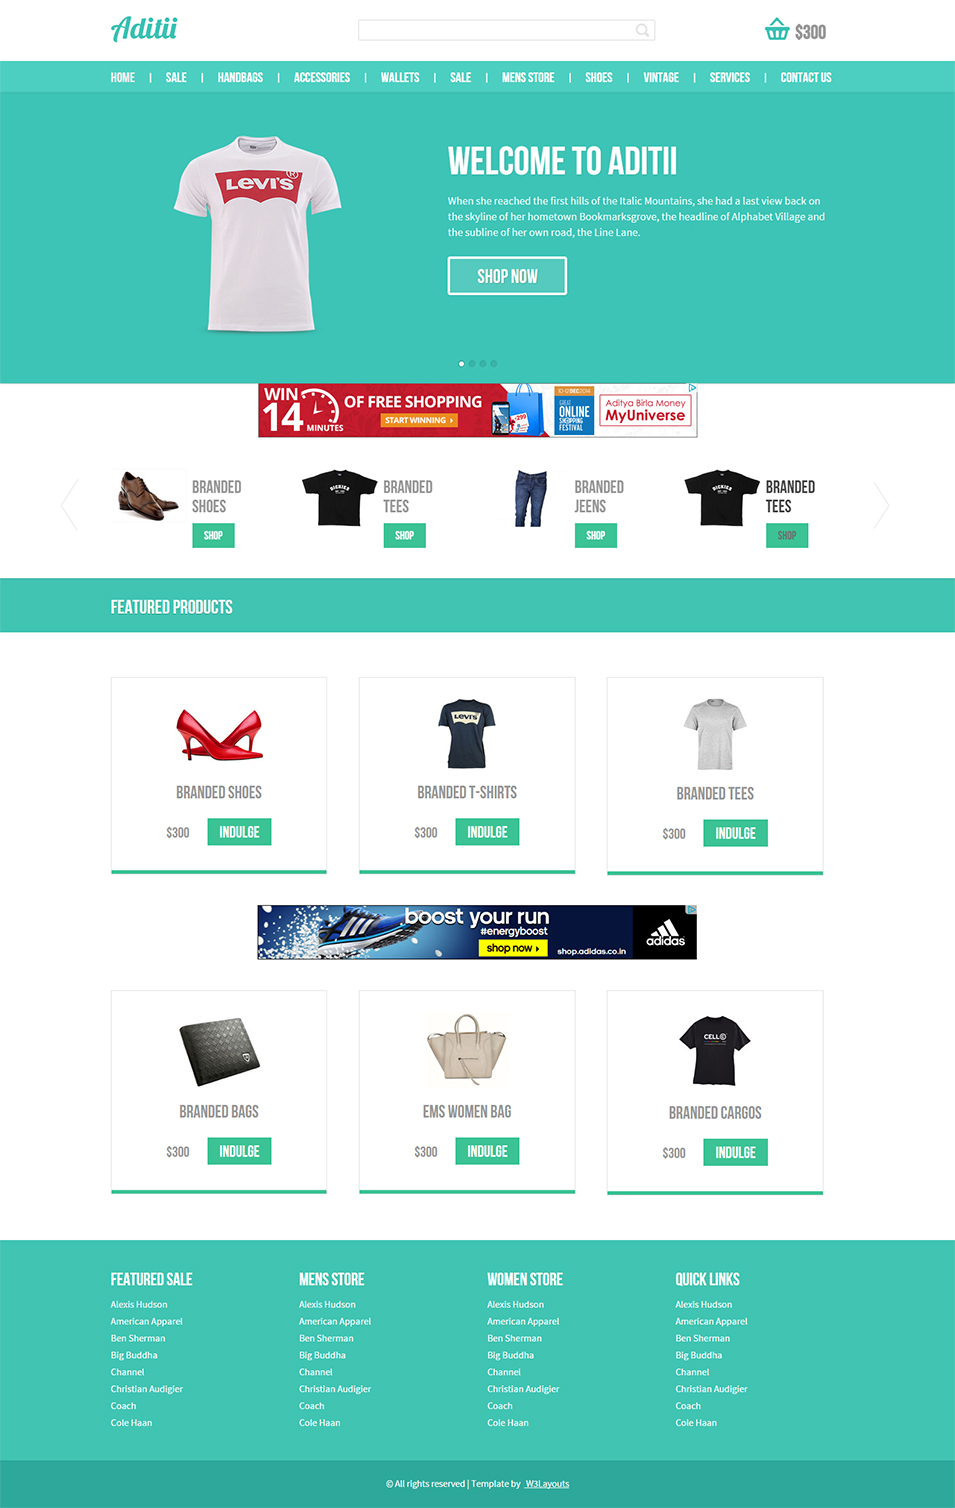 Aditii
$300
HOME | SALE | HANDBAGS | ACCESSORIES | WALLETS | SALE | MENS STORE | SHOES | VINTAGE | SERVICES | CONTACT US
LEVI'S ®
WELCOME TO ADITII
When she reached the first hills of the Italic Mountains, she had a last view back on
the skyline of her hometown Bookmarksgrove, the headline of Alphabet Village and
the subline of her own road, the Line Lane.
SHOP NOW
WIN 14 MINUTES
OF FREE SHOPPING
START WINNING
10-12 DEC 2014
GREAT
ONLINE
SHOPPING
FESTIVAL
Aditya Birla Money
MyUniverse
BRANDED
SHOES
SHOP
DICKIES
BRANDED
TEES
SHOP
BRANDED
JEENS
SHOP
DICKIES
BRANDED
TEES
SHOP
FEATURED PRODUCTS
BRANDED SHOES
$300 INDULGE
LEVI'S
BRANDED T-SHIRTS
$300 INDULGE
BRANDED TEES
$300 INDULGE
boost your run
#energyboost
shop now
shop.adidas.co.in
adidas
BRANDED BAGS
$300 INDULGE
EMS WOMEN BAG
$300 INDULGE
CELL©
BRANDED CARGOS
$300 INDULGE
FEATURED SALE
Alexis Hudson
American Apparel
Ben Sherman
Big Buddha
Channel
Christian Audigier
Coach
Cole Haan
MENS STORE
Alexis Hudson
American Apparel
Ben Sherman
Big Buddha
Channel
Christian Audigier
Coach
Cole Haan
WOMEN STORE
Alexis Hudson
American Apparel
Ben Sherman
Big Buddha
Channel
Christian Audigier
Coach
Cole Haan
QUICK LINKS
Alexis Hudson
American Apparel
Ben Sherman
Big Buddha
Channel
Christian Audigier
Coach
Cole Haan
© All rights reserved | Template by W3Layouts